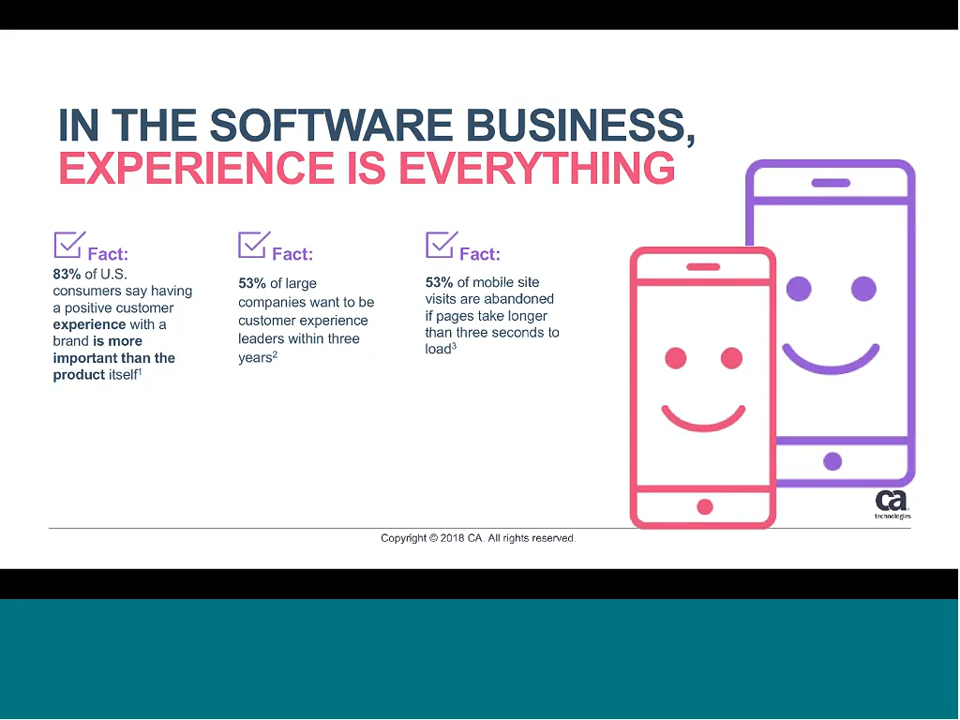 IN THE SOFTWARE BUSINESS,
EXPERIENCE IS EVERYTHING
Fact:
83% of U.S.
consumers say having
a positive customer
experience with a
brand is more
important than the
product itself¹
Fact:
53% of large
companies want to be
customer experience
leaders within three
years²
Fact:
53% of mobile site
visits are abandoned
if pages take longer
than three seconds to
load³
ca
technologies
Copyright © 2018 CA. All rights reserved.